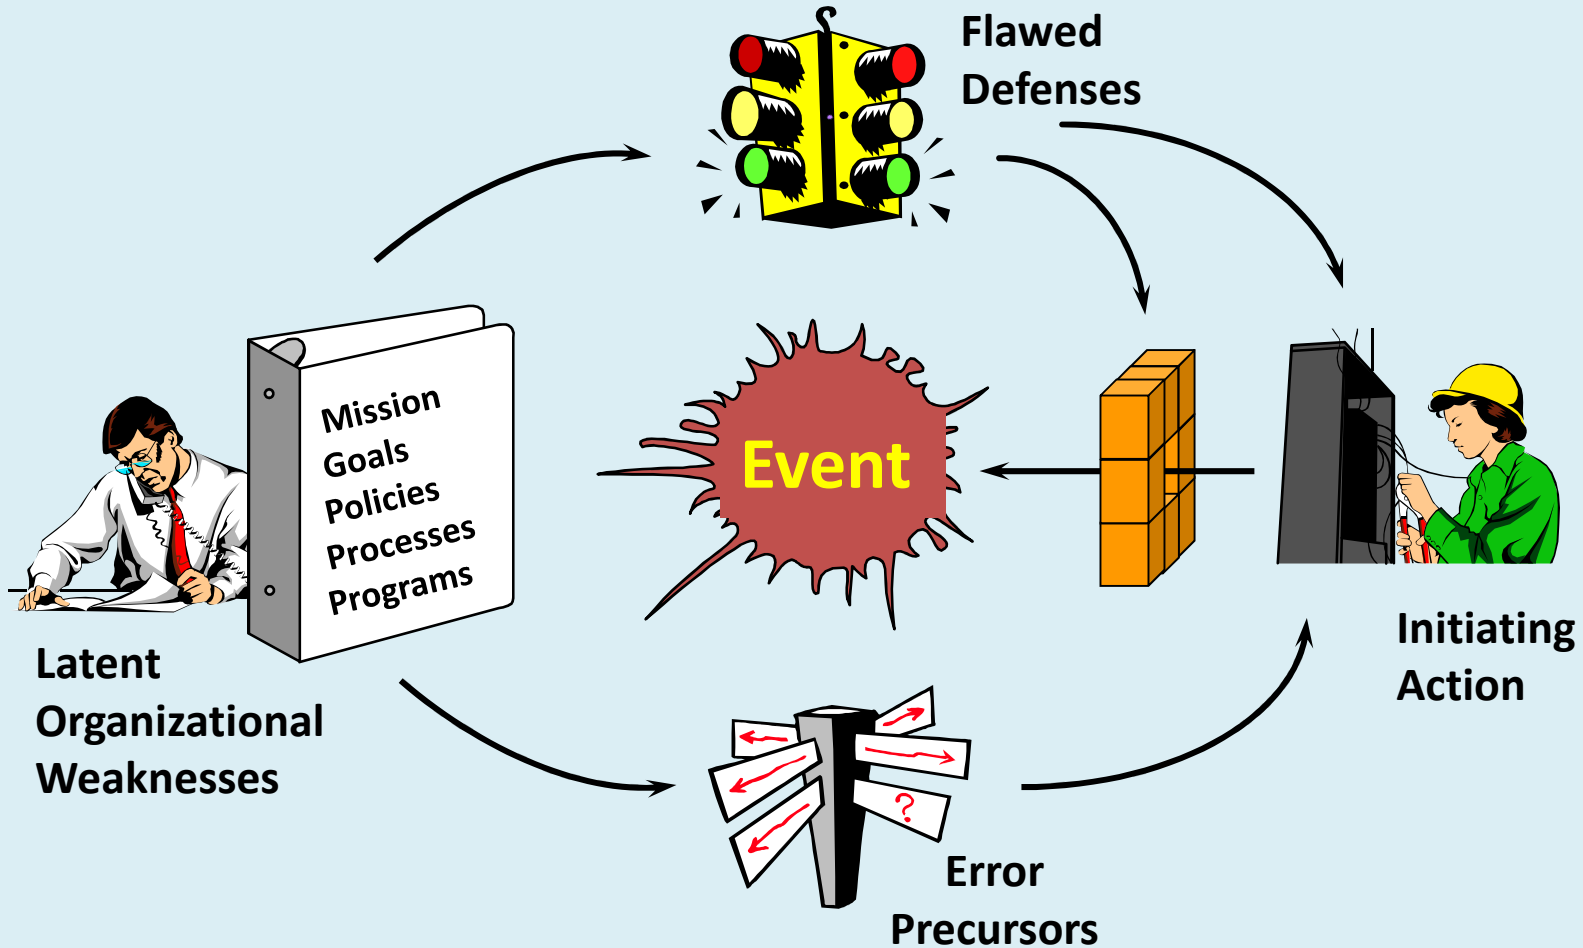 Flawed
Defenses
Mission
Goals
Policies
Processes
Programs
Event
Latent
Organizational
Weaknesses
Initiating
Action
?
Error
Precursors